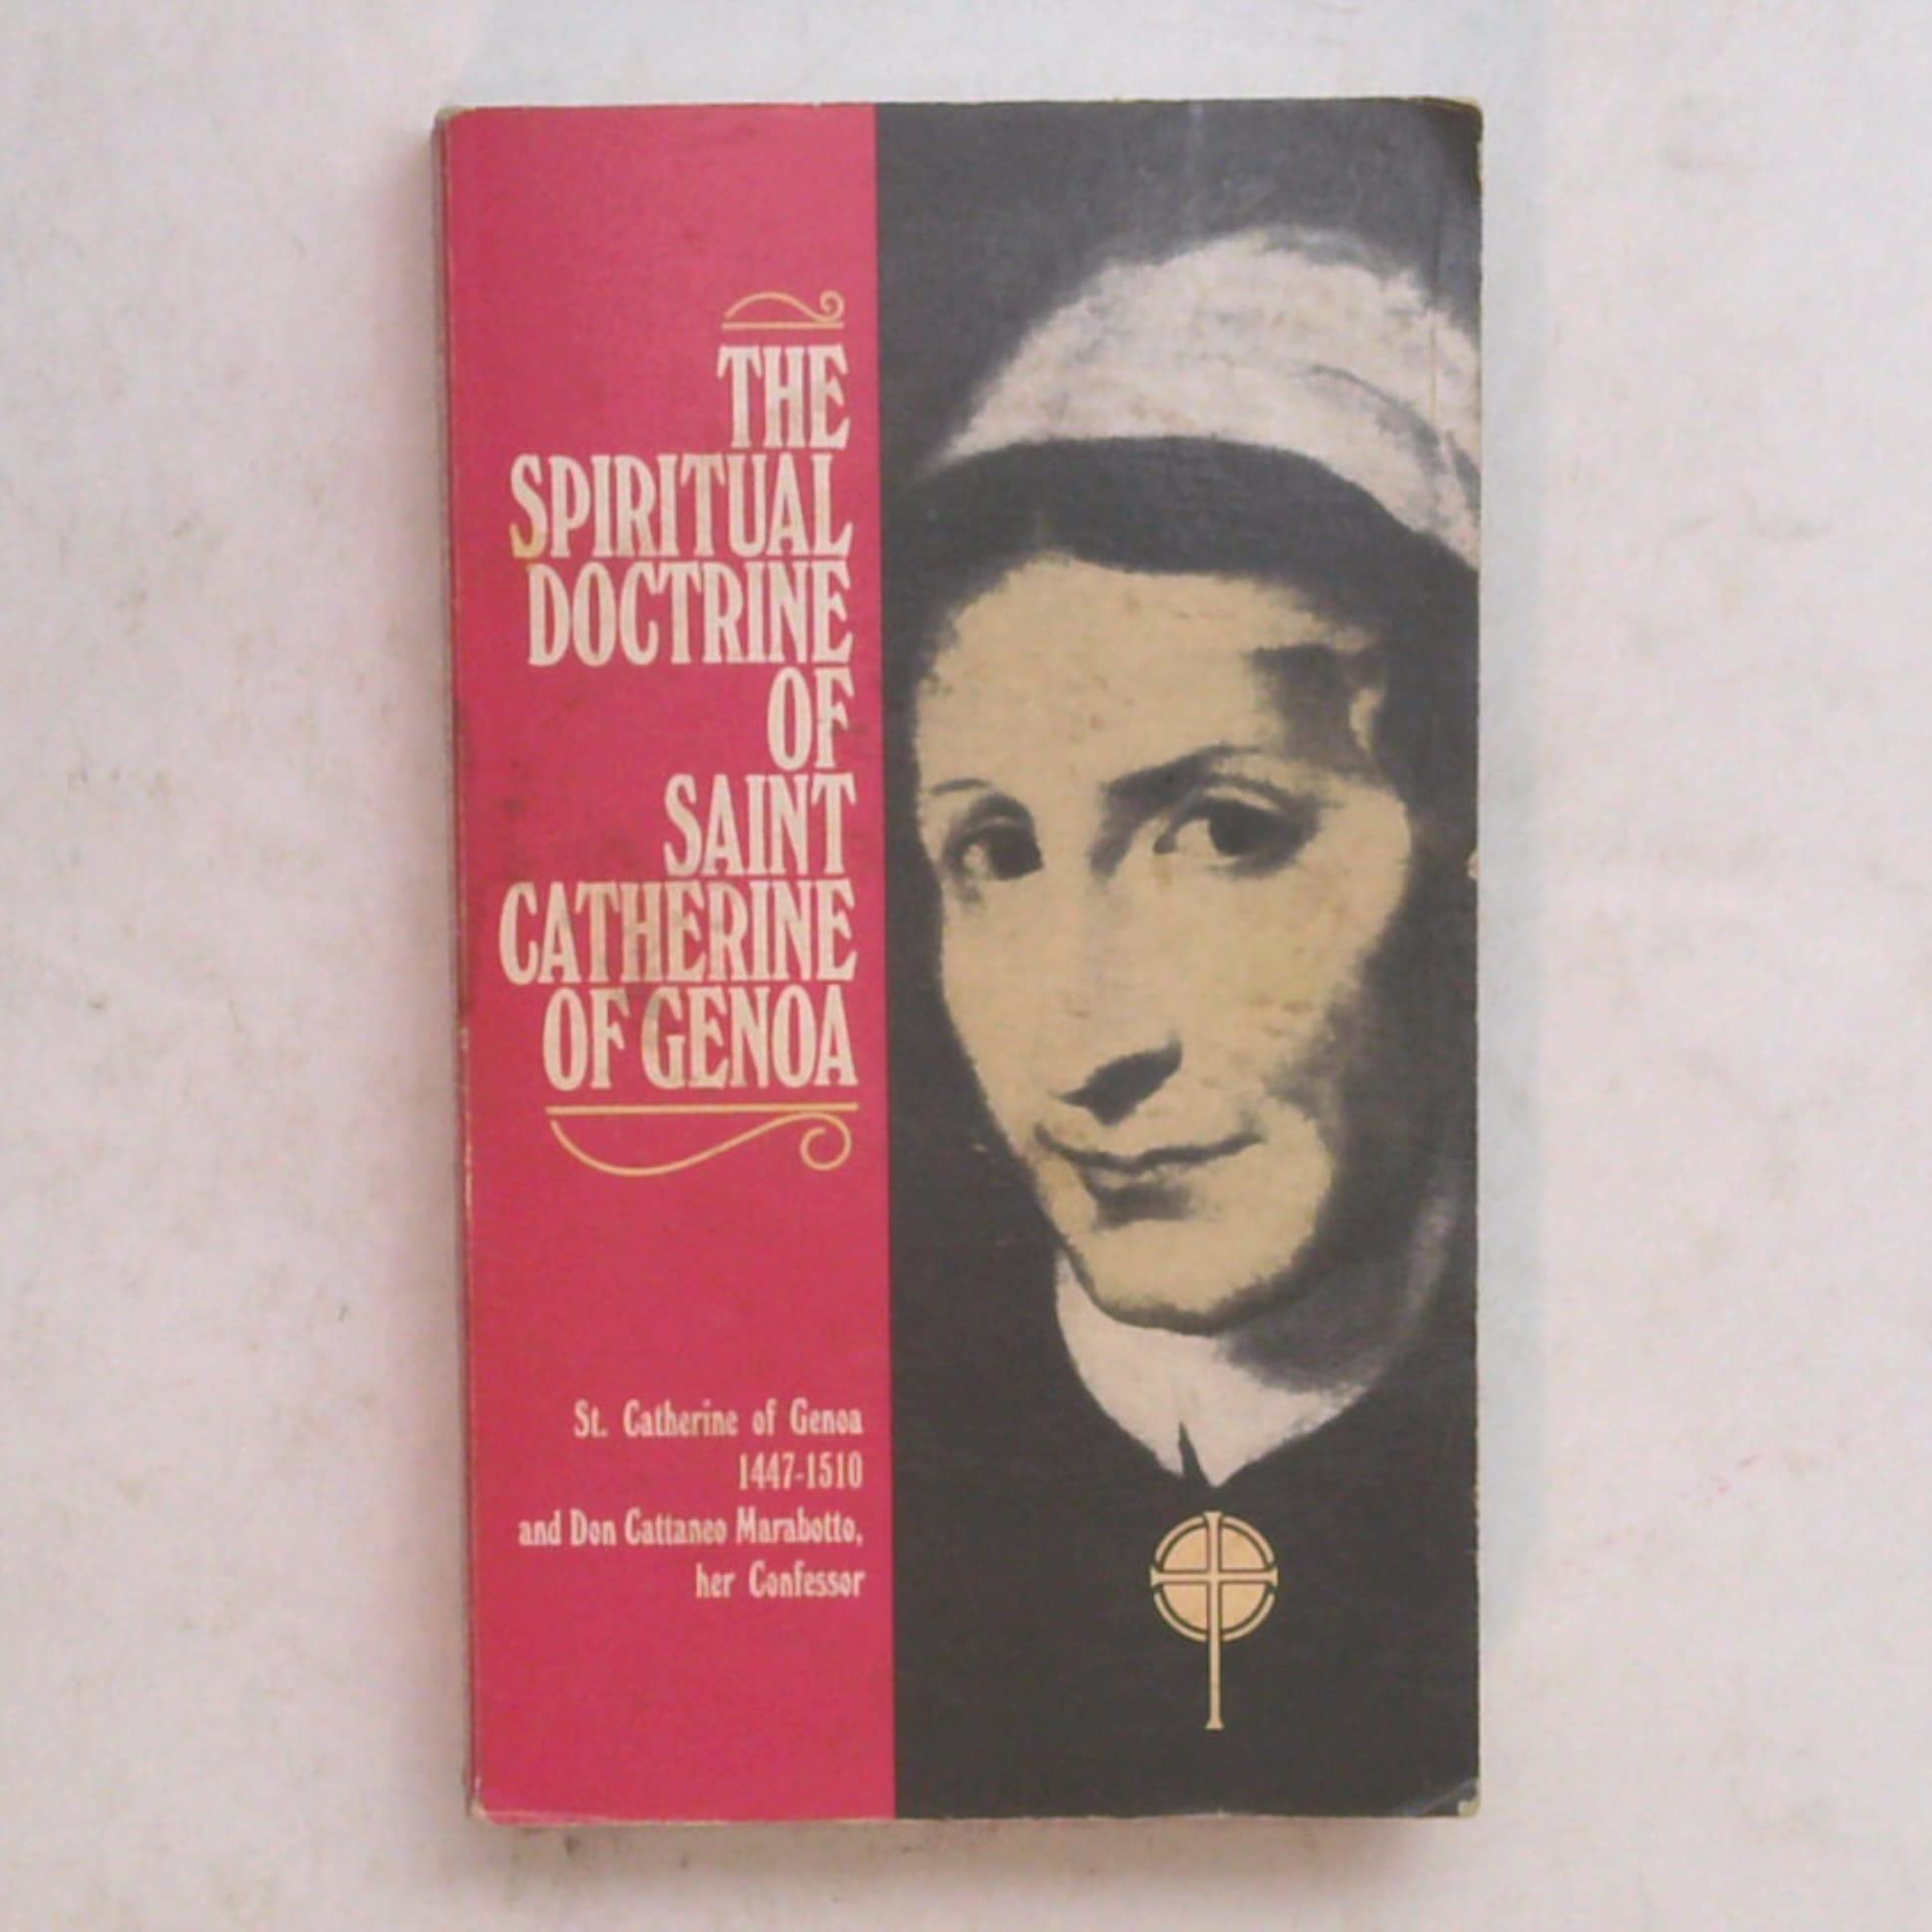 THE
SPIRITUAL
DOCTRINE
OF
SAINT
CATHERINE
OF GENOA
St. Catherine of Genoa
1447-1510
and Don Cattaneo Marabotto,
her Confessor